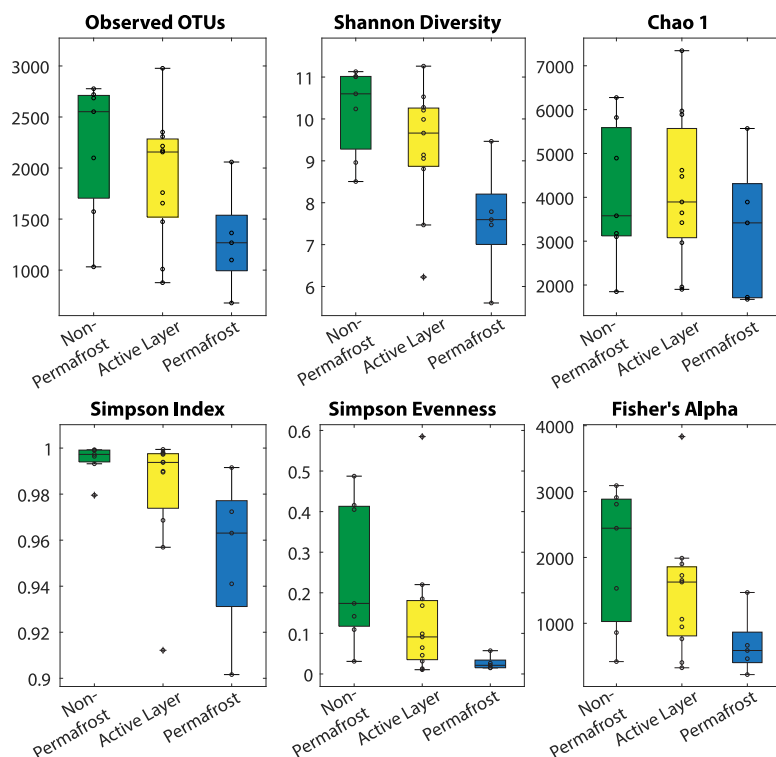 Observed OTUs
3000
2500
2000
1500
1000
Non-
Permafrost
Active Layer
Permafrost
Shannon Diversity
11
10
9
8
7
6
Non-
Permafrost
Active Layer
Permafrost
Chao 1
7000
6000
5000
4000
3000
2000
Non-
Permafrost
Active Layer
Permafrost
Simpson Index
1
0.98
0.96
0.94
0.92
0.9
Non-
Permafrost
Active Layer
Permafrost
Simpson Evenness
0.6
0.5
0.4
0.3
0.2
0.1
0
Non-
Permafrost
Active Layer
Permafrost
Fisher's Alpha
4000
3000
2000
1000
Non-
Permafrost
Active Layer
Permafrost